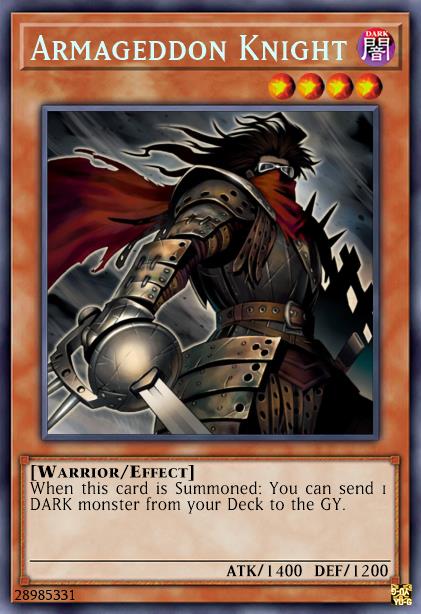 Armageddon Knight
DARK
闇
[Warrior/Effect]
When this card is Summoned: You can send 1
DARK monster from your Deck to the GY.
ATK/1400 DEF/1200
28985331